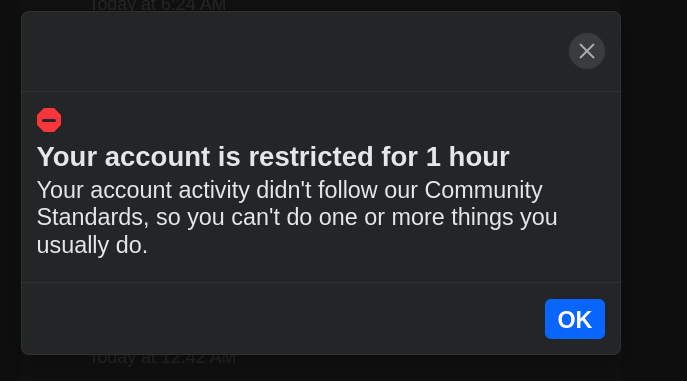 Today at 6:24 AM
Your account is restricted for 1 hour
Your account activity didn't follow our Community
Standards, so you can't do one or more things you
usually do.
OK
Today at 12:42 AM